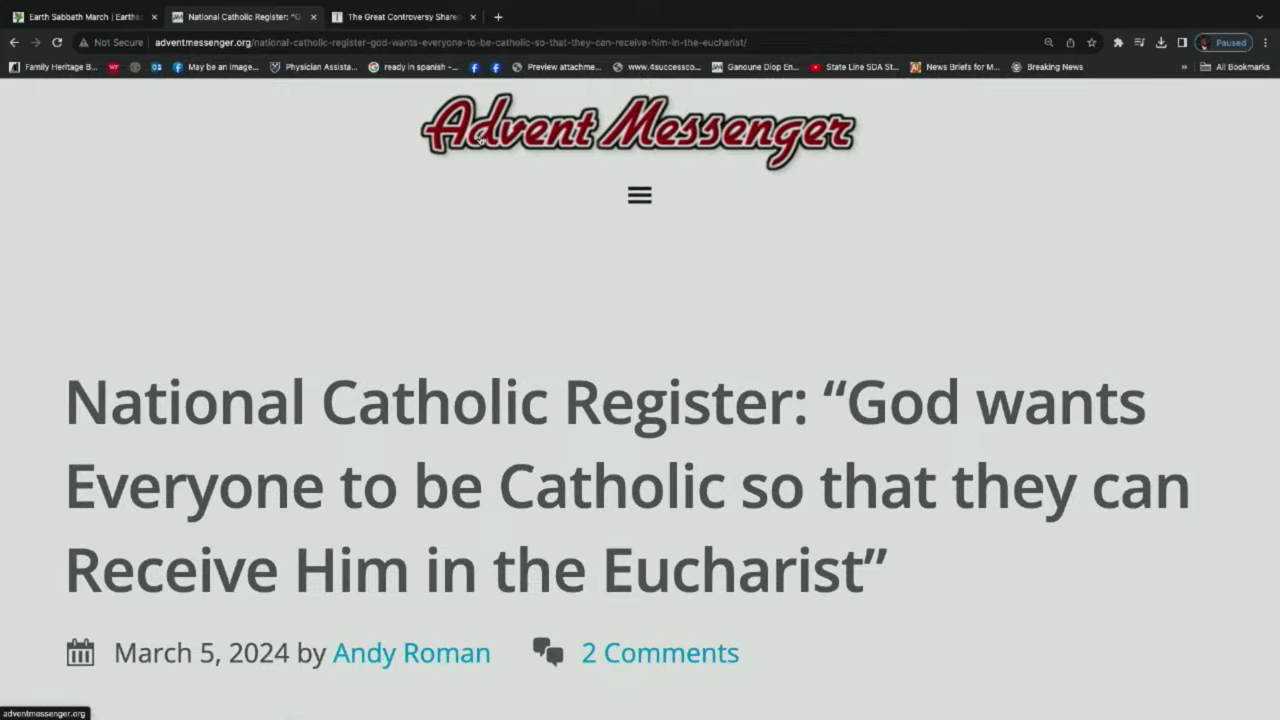 Earth Sabbath March | Earths
National Catholic Register: "G
The Great Controversy Share
Not Secure
adventmessenger.org/national-catholic-register-god-wants-everyone-to-be-catholic-so-that-they-can-receive-him-in-the-eucharist/
Paused
Family Heritage B...
May be an image...
Physician Assista...
ready in spanish -...
Preview attachme...
www.4successco...
Ganoune Diop En...
State Line SDA St...
News Briefs for M...
Breaking News
»
All Bookmarks
Advent Messenger
National Catholic Register: “God wants
Everyone to be Catholic so that they can
Receive Him in the Eucharist”
March 5, 2024 by Andy Roman
2 Comments
adventmessenger.org